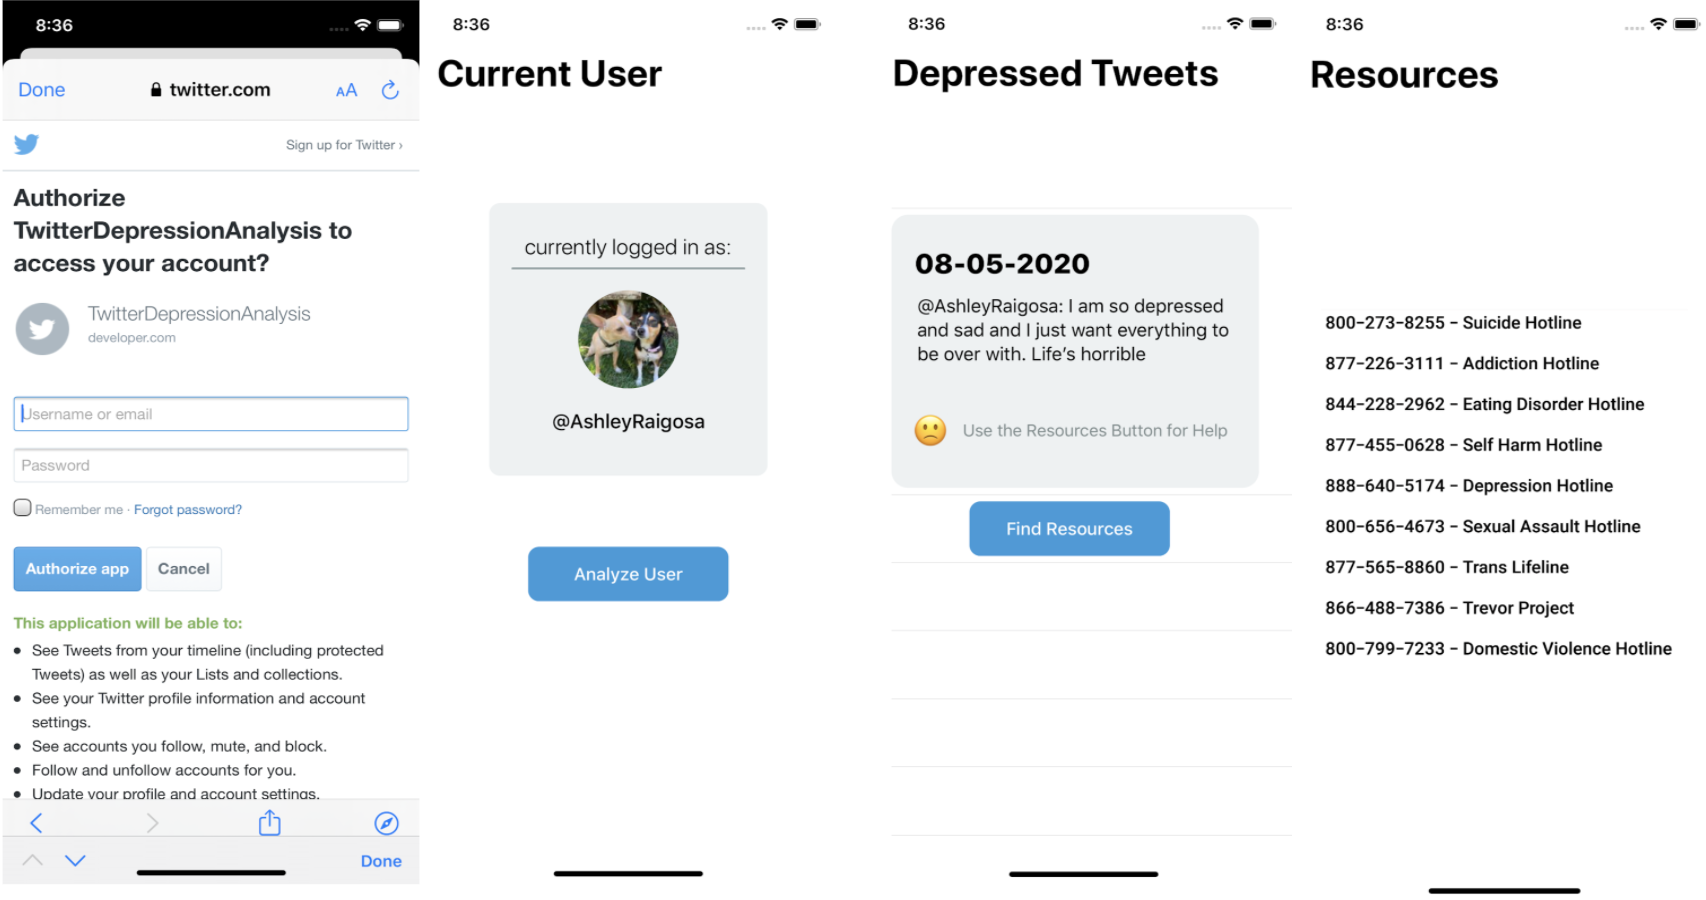 8:36
Done
twitter.com
AA
Sign up for Twitter ›
Authorize
TwitterDepressionAnalysis to
access your account?
TwitterDepressionAnalysis
developer.com
Username or email
Password
Remember me · Forgot password?
Authorize app
Cancel
This application will be able to:
• See Tweets from your timeline (including protected
Tweets) as well as your Lists and collections.
• See your Twitter profile information and account
settings.
• See accounts you follow, mute, and block.
• Follow and unfollow accounts for you.
• Update your profile and account settings.
Done
8:36
Current User
currently logged in as:
@AshleyRaigosa
Analyze User
8:36
Depressed Tweets
08-05-2020
@AshleyRaigosa: I am so depressed
and sad and I just want everything to
be over with. Life's horrible
Use the Resources Button for Help
Find Resources
8:36
Resources
800-273-8255 - Suicide Hotline
877-226-3111 - Addiction Hotline
844-228-2962 - Eating Disorder Hotline
877-455-0628 - Self Harm Hotline
888-640-5174 - Depression Hotline
800-656-4673 - Sexual Assault Hotline
877-565-8860 - Trans Lifeline
866-488-7386 - Trevor Project
800-799-7233 - Domestic Violence Hotline